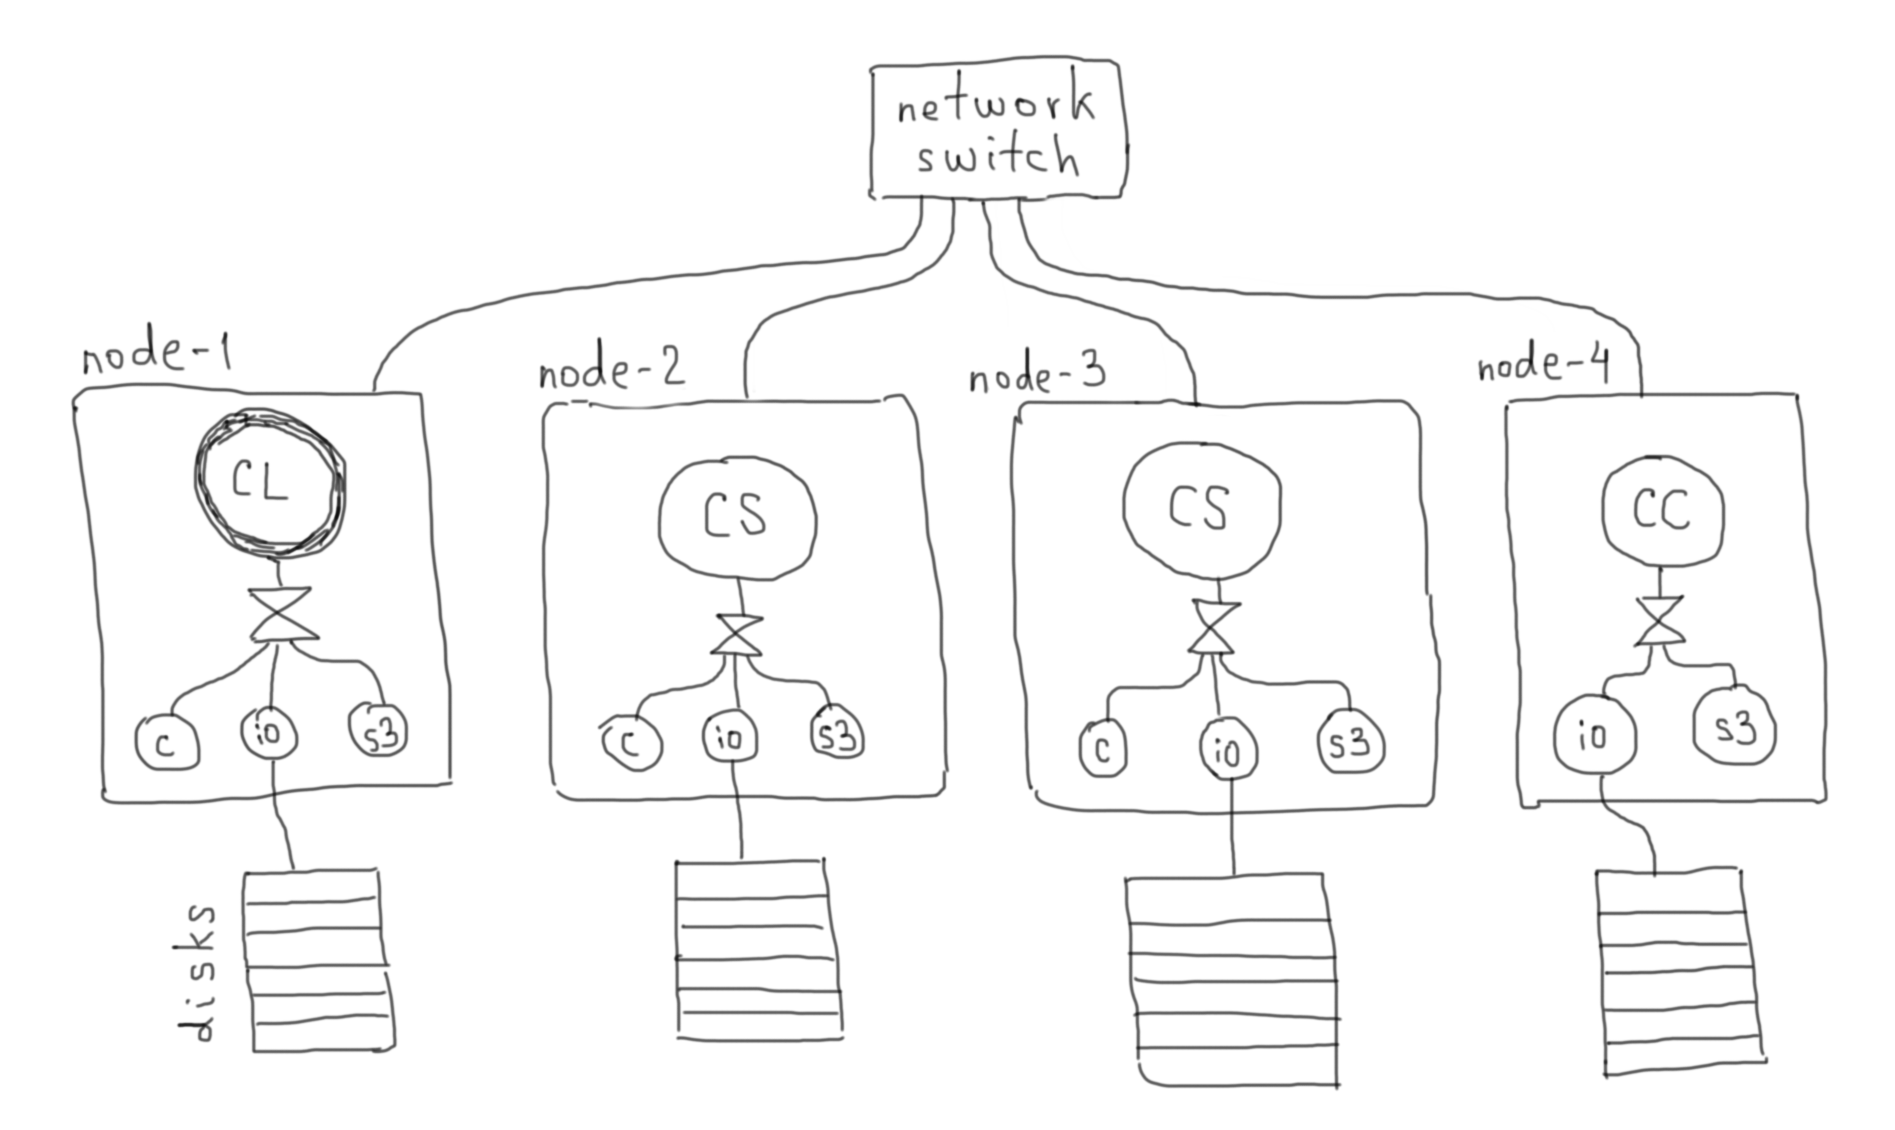 network
switch
node-1
node-2
node-3
node-4
CL
CS
CS
CC
c
io
s3
c
io
s3
c
io
s3
io
s3
disks